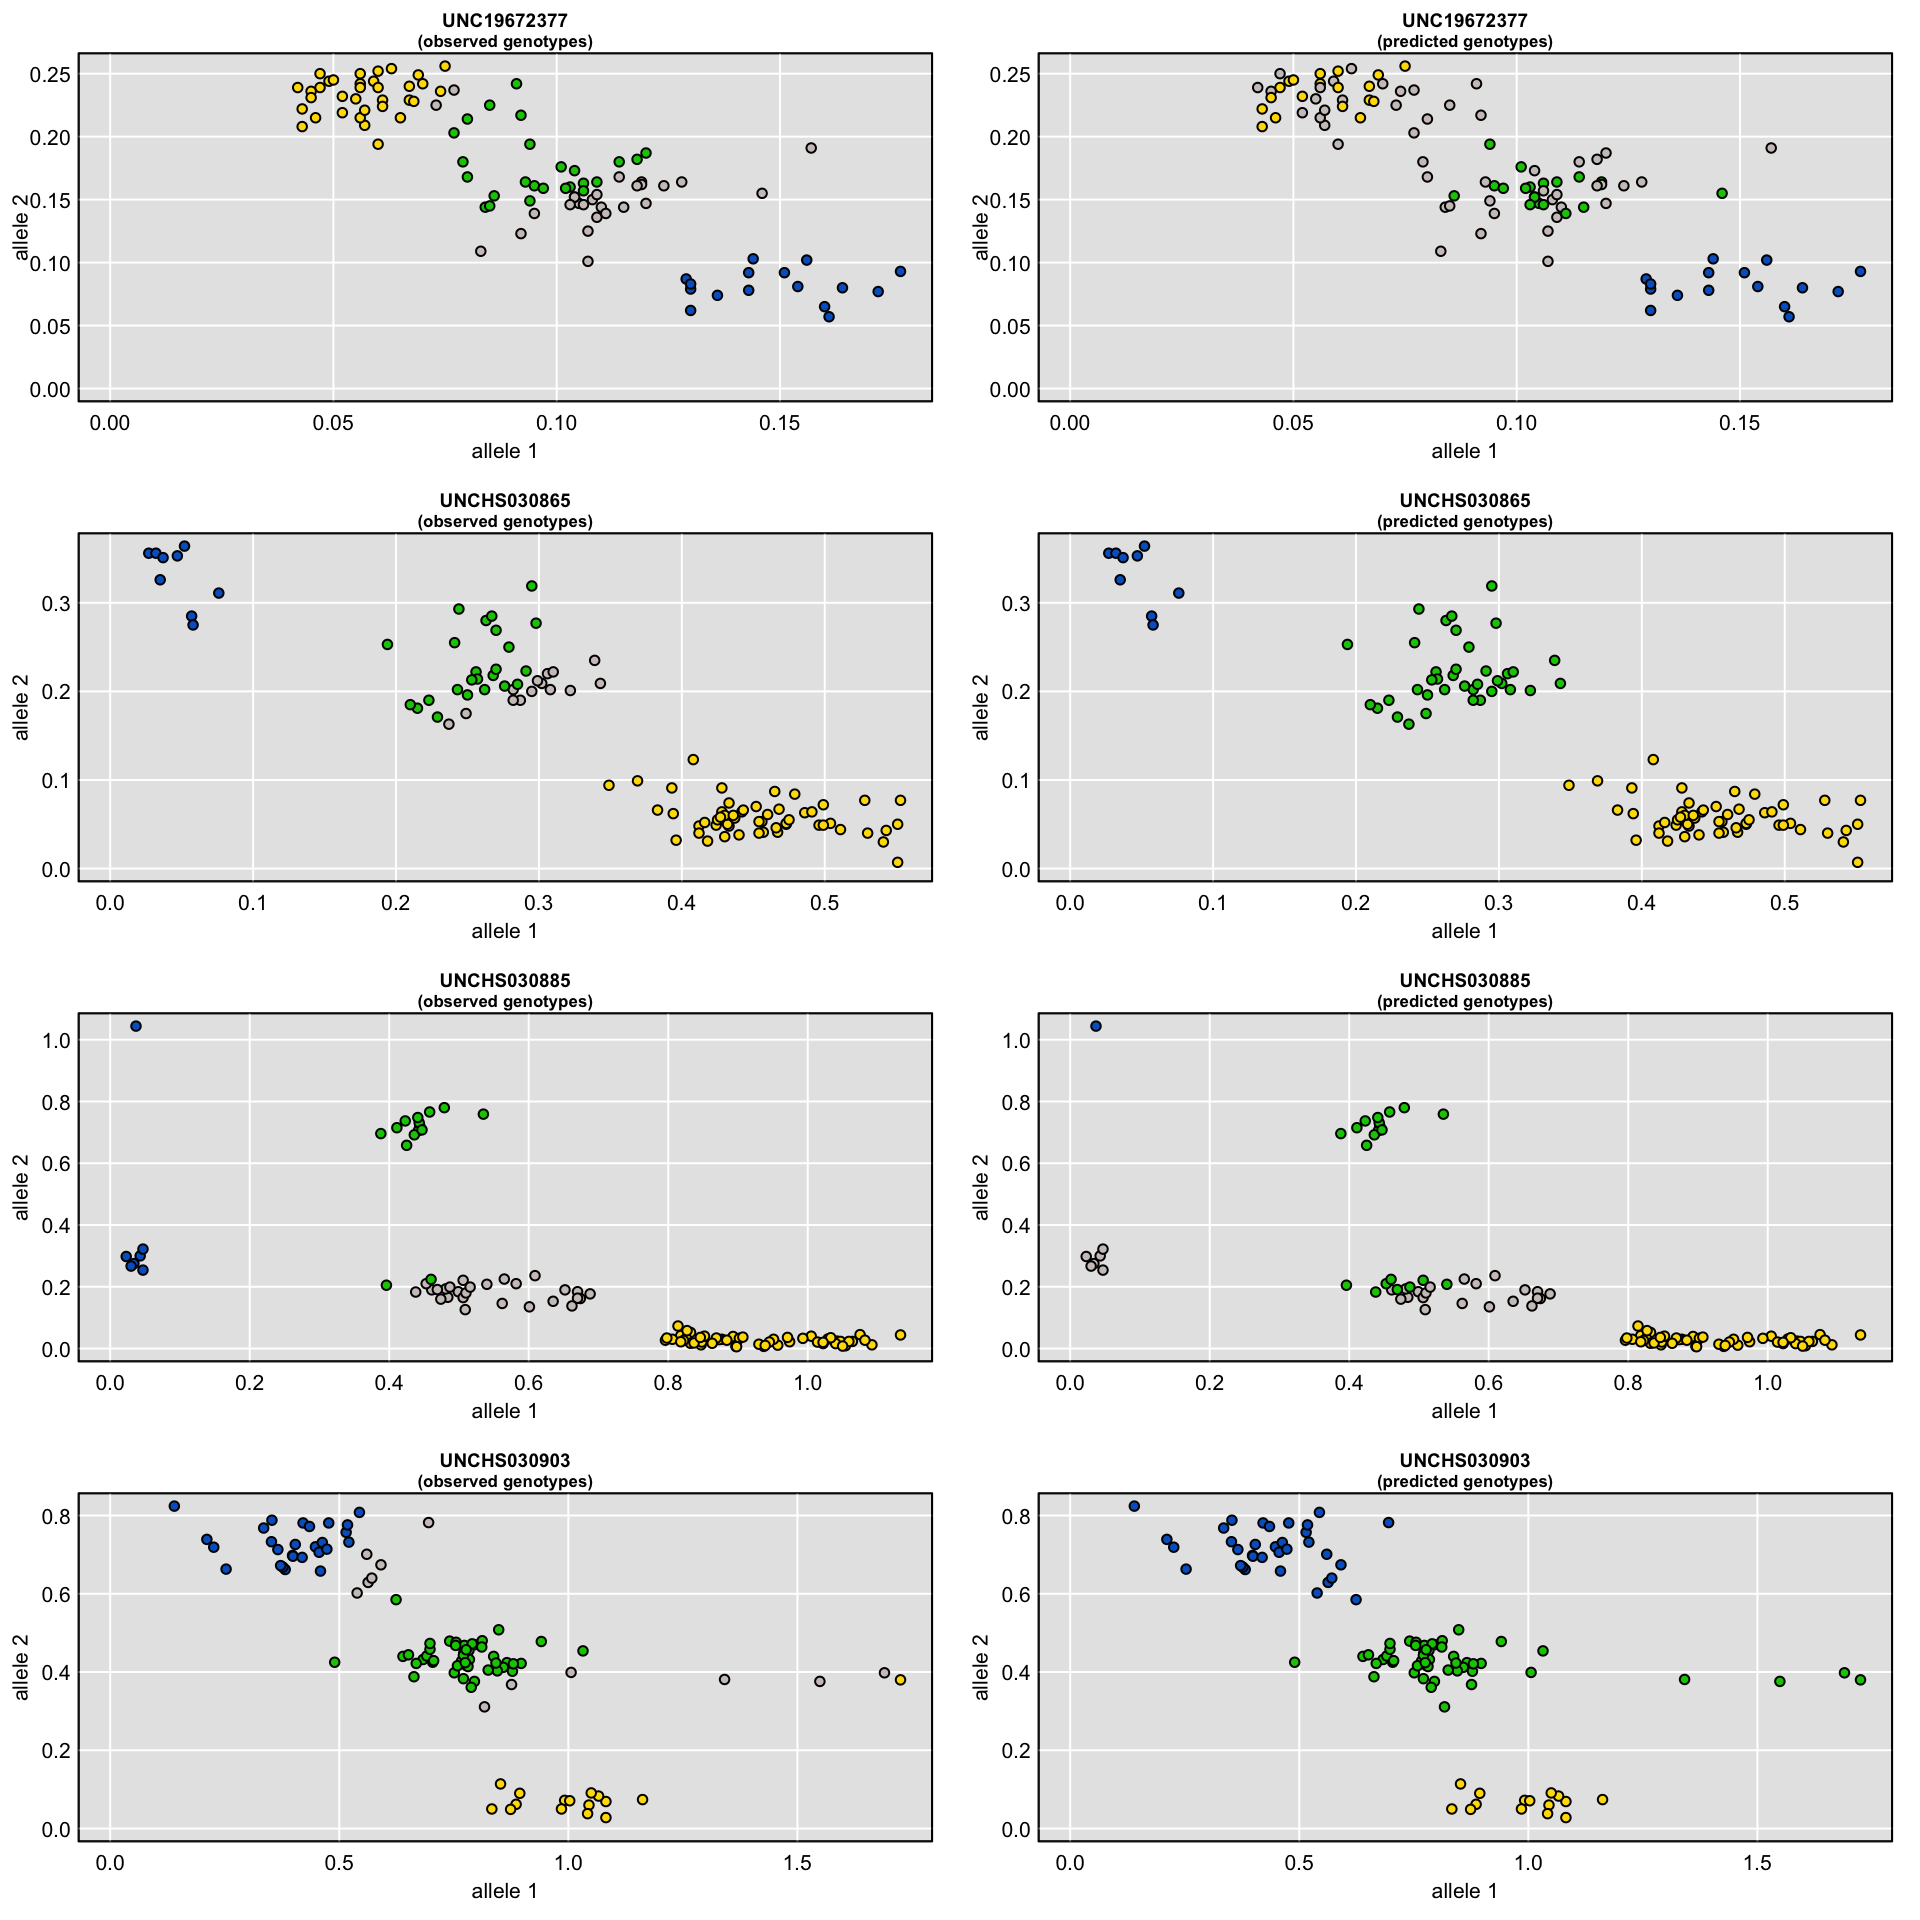 UNC19672377
(observed genotypes)
allele 2
0.25
0.20
0.15
0.10
0.05
0.00
0.00 0.05 0.10 0.15
allele 1
UNC19672377
(predicted genotypes)
allele 2
0.25
0.20
0.15
0.10
0.05
0.00
0.00 0.05 0.10 0.15
allele 1
UNCHS030865
(observed genotypes)
allele 2
0.3
0.2
0.1
0.0
0.0 0.1 0.2 0.3 0.4 0.5
allele 1
UNCHS030865
(predicted genotypes)
allele 2
0.3
0.2
0.1
0.0
0.0 0.1 0.2 0.3 0.4 0.5
allele 1
UNCHS030885
(observed genotypes)
allele 2
1.0
0.8
0.6
0.4
0.2
0.0
0.0 0.2 0.4 0.6 0.8 1.0
allele 1
UNCHS030885
(predicted genotypes)
allele 2
1.0
0.8
0.6
0.4
0.2
0.0
0.0 0.2 0.4 0.6 0.8 1.0
allele 1
UNCHS030903
(observed genotypes)
allele 2
0.8
0.6
0.4
0.2
0.0
0.0 0.5 1.0 1.5
allele 1
UNCHS030903
(predicted genotypes)
allele 2
0.8
0.6
0.4
0.2
0.0
0.0 0.5 1.0 1.5
allele 1